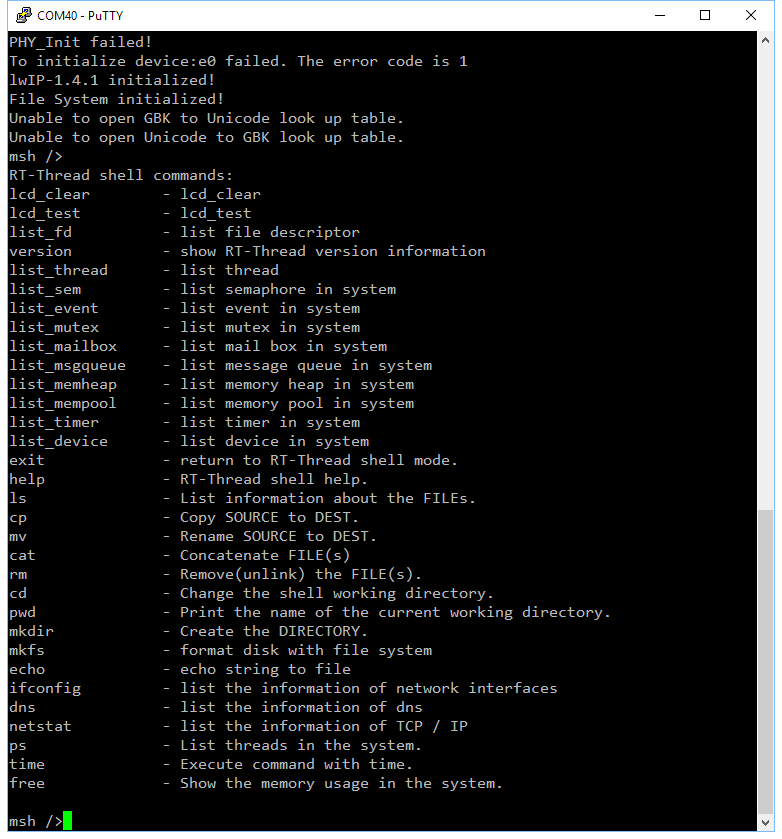 COM40 - PuTTY
PHY_Init failed!
To initialize device:e0 failed. The error code is 1
lwIP-1.4.1 initialized!
File System initialized!
Unable to open GBK to Unicode look up table.
Unable to open Unicode to GBK look up table.
msh />
RT-Thread shell commands:
lcd_clear        - lcd_clear
lcd_test         - lcd_test
list_fd          - list file descriptor
version          - show RT-Thread version information
list_thread      - list thread
list_sem         - list semaphore in system
list_event       - list event in system
list_mutex       - list mutex in system
list_mailbox     - list mail box in system
list_msgqueue    - list message queue in system
list_memheap     - list memory heap in system
list_mempool     - list memory pool in system
list_timer       - list timer in system
list_device      - list device in system
exit             - return to RT-Thread shell mode.
help             - RT-Thread shell help.
ls               - List information about the FILEs.
cp               - Copy SOURCE to DEST.
mv               - Rename SOURCE to DEST.
cat              - Concatenate FILE(s)
rm               - Remove(unlink) the FILE(s).
cd               - Change the shell working directory.
pwd              - Print the name of the current working directory.
mkdir            - Create the DIRECTORY.
mkfs             - format disk with file system
echo             - echo string to file
ifconfig         - list the information of network interfaces
dns              - list the information of dns
netstat          - list the information of TCP / IP
ps               - List threads in the system.
time             - Execute command with time.
free             - Show the memory usage in the system.
msh />